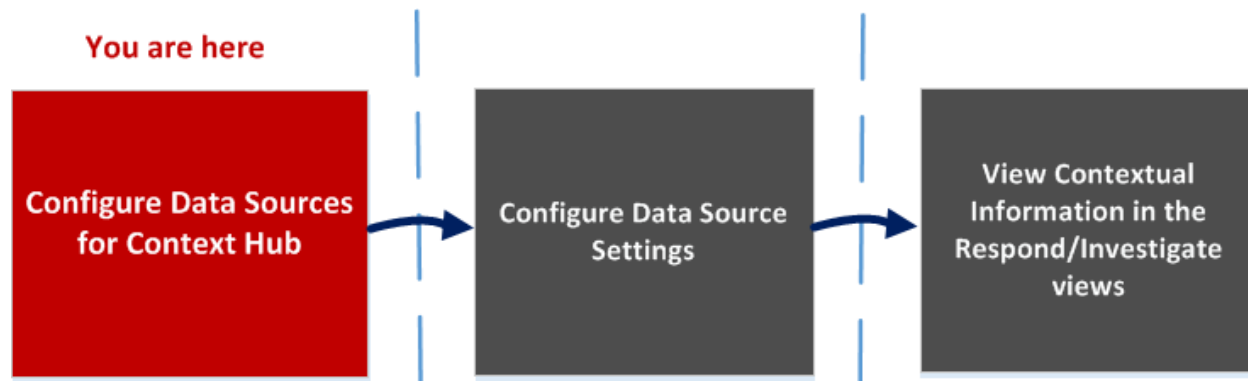 You are here
Configure Data Sources
for Context Hub
Configure Data Source
Settings
View Contextual
Information in the
Respond/Investigate
views